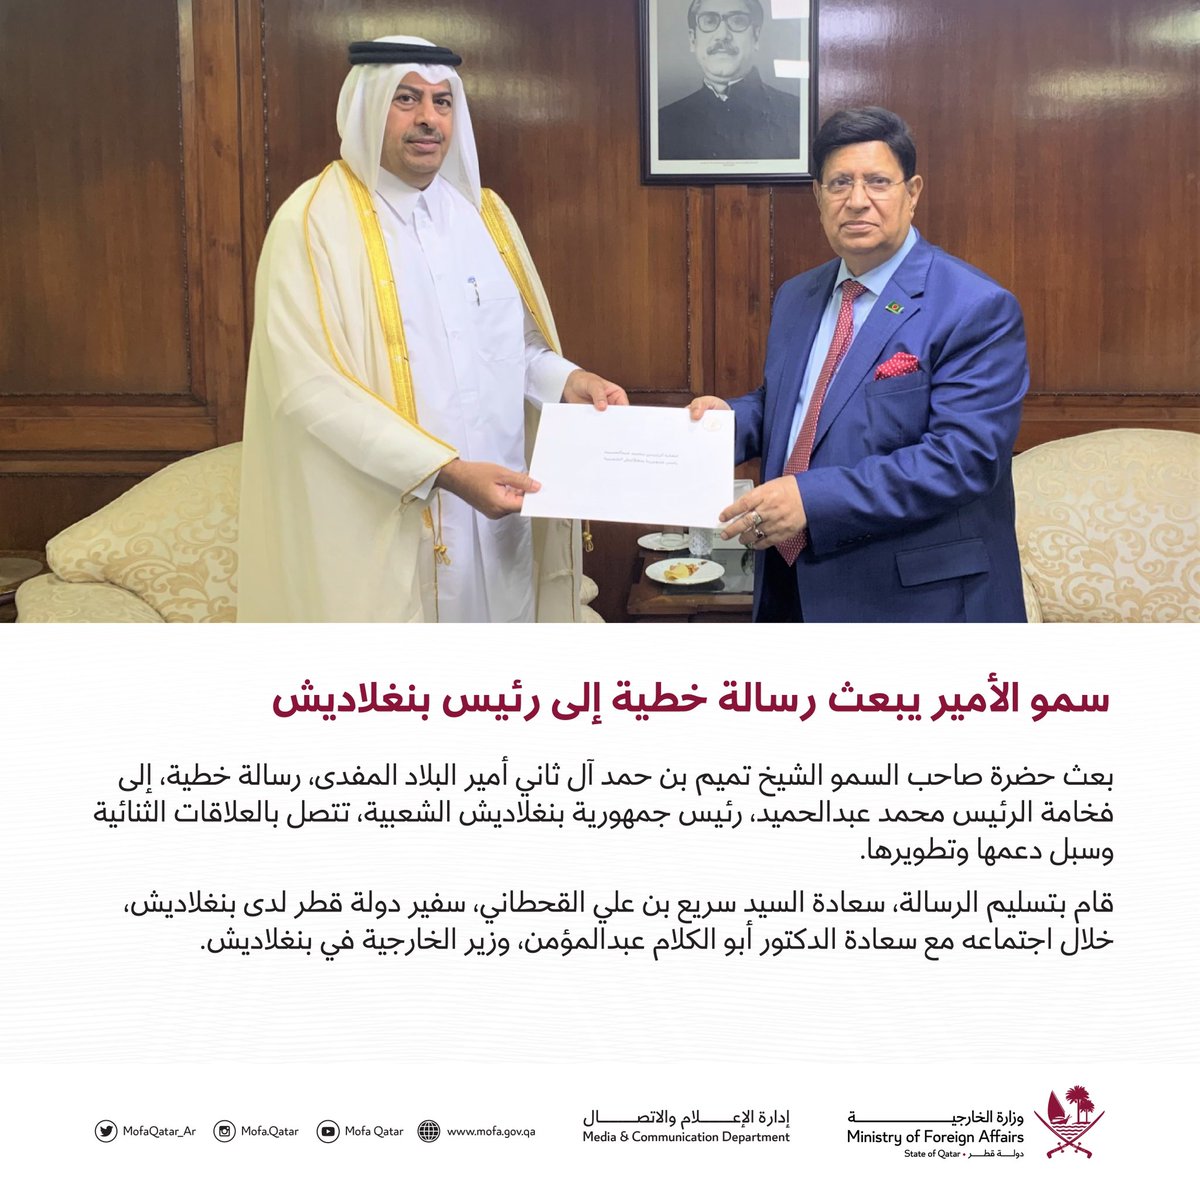 سمو الأمير يبعث رسالة خطية إلى رئيس بنغلاديش
بعث حضرة صاحب السمو الشيخ تميم بن حمد آل ثاني أمير البلاد المفدى، رسالة خطية، إلى
فخامة الرئيس محمد عبدالحميد، رئيس جمهورية بنغلاديش الشعبية، تتصل بالعلاقات الثنائية
وسبل دعمها وتطويرها.
قام بتسليم الرسالة، سعادة السيد سريع بن علي القحطاني، سفير دولة قطر لدى بنغلاديش،
خلال اجتماعه مع سعادة الدكتور أبو الكلام عبدالمؤمن، وزير الخارجية في بنغلاديش.
MofaQatar_Ar
Mofa.Qatar
Mofa Qatar
www.mofa.gov.qa
إدارة الإعلام والاتصال
Media & Communication Department
وزارة الخارجية
Ministry of Foreign Affairs
State of Qatar • دولة قطر